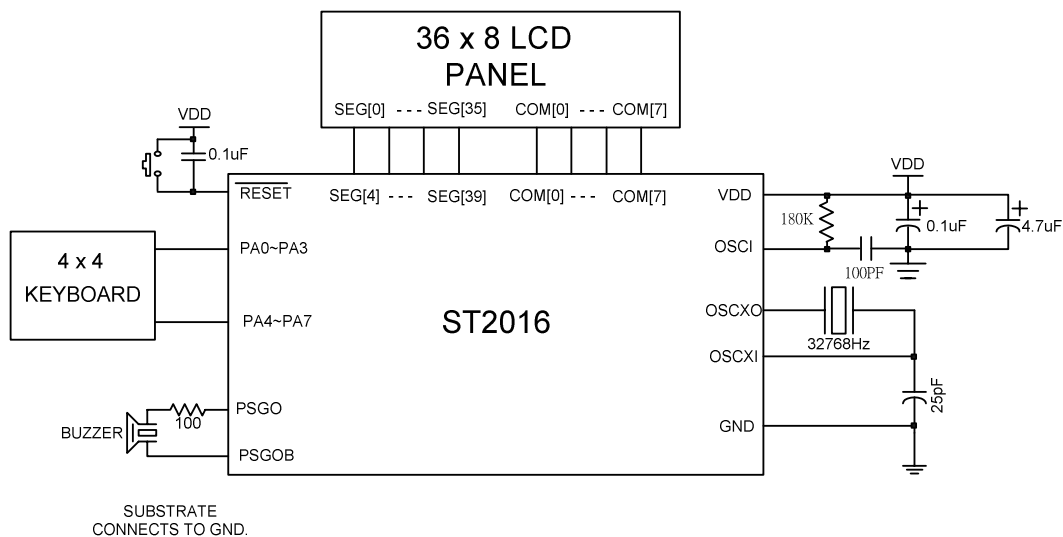 36 x 8 LCD
PANEL
SEG[0] --- SEG[35] COM[0] --- COM[7]
VDD
0.1uF
RESET
SEG[4] --- SEG[39] COM[0] --- COM[7]
VDD
VDD
180K
0.1uF
4.7uF
OSCI
100PF
4 x 4
KEYBOARD
PA0~PA3
PA4~PA7
ST2016
OSCXO
32768Hz
OSCXI
25pF
GND
PSGO
100
BUZZER
PSGOB
SUBSTRATE
CONNECTS TO GND.